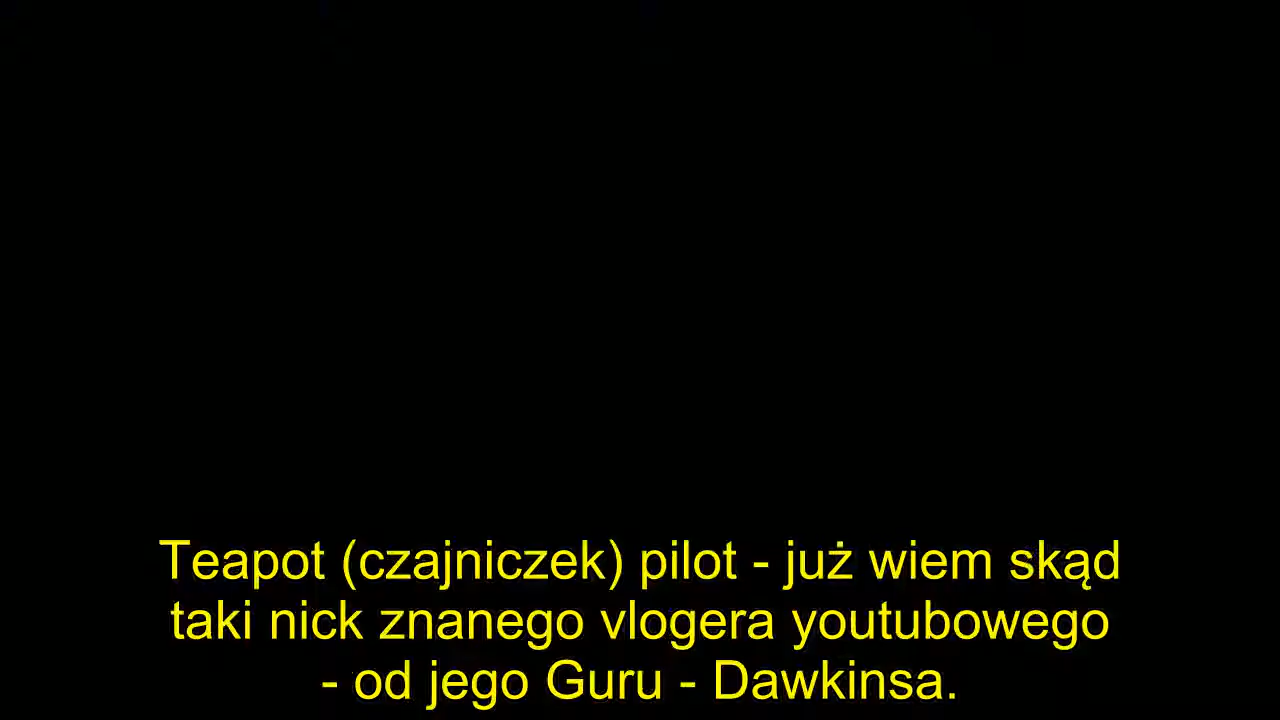 Teapot (czajniczek) pilot - już wiem skąd
taki nick znanego vlogera youtubowego
- od jego Guru - Dawkinsa.